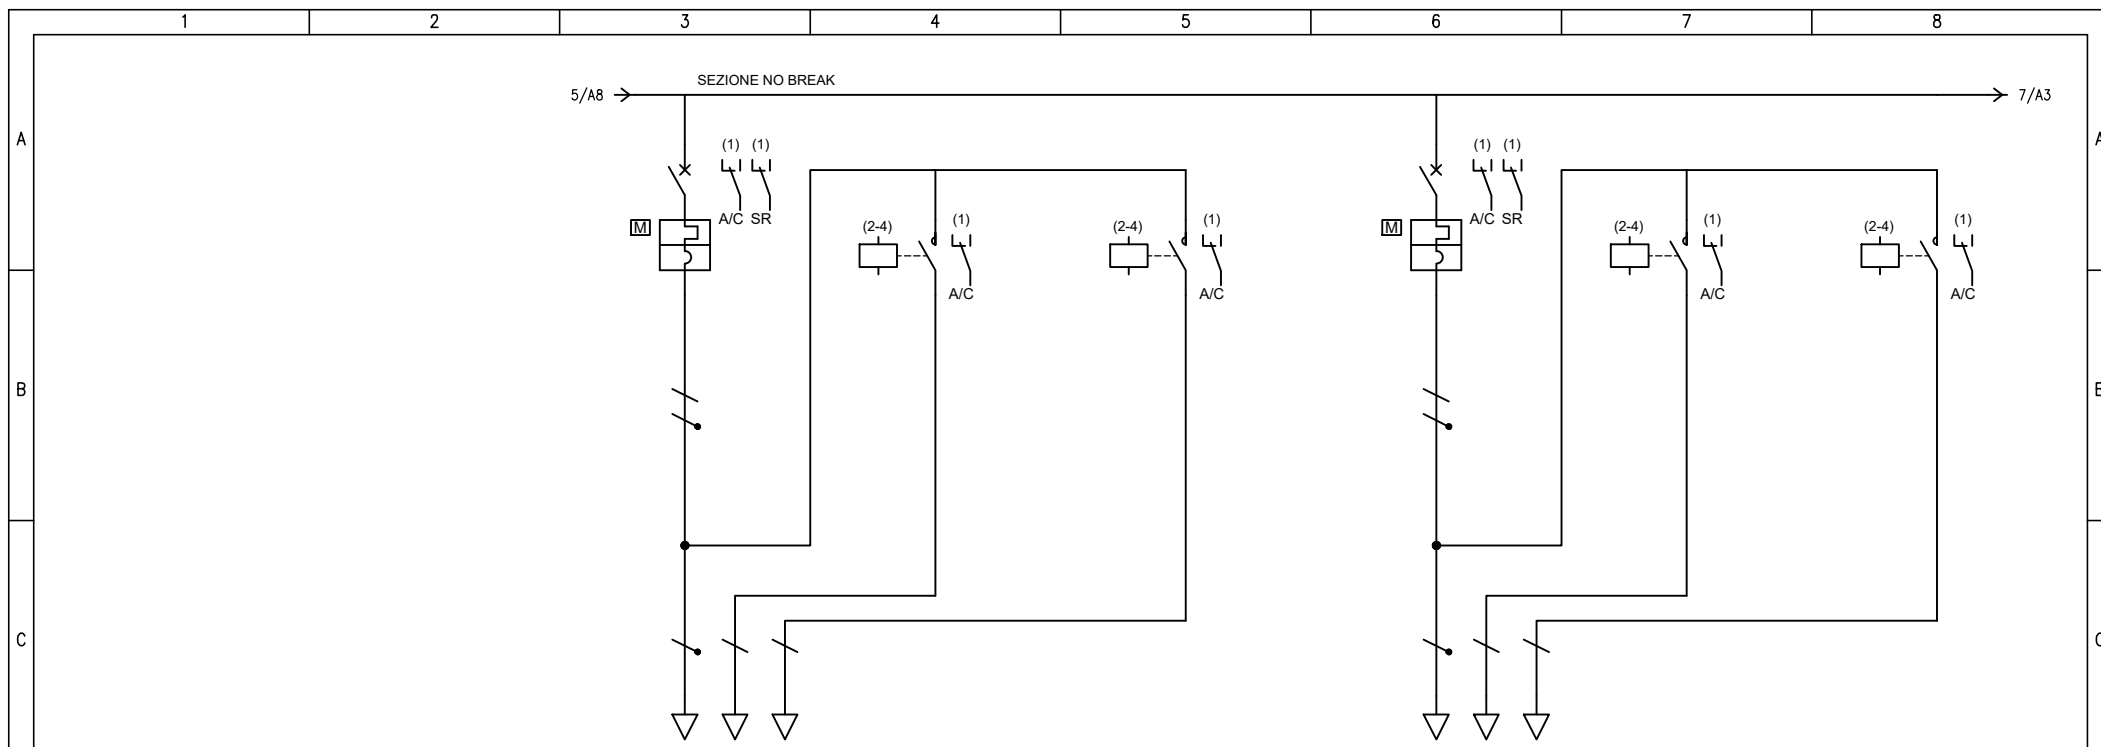 1 2 3 4 5 6 7 8
SEZIONE NO BREAK
5/A8 7/A3
A A
(1) (1) (1) (1)
A/C SR A/C SR
M (2-4) (1) (2-4) (1) M (2-4) (1) (2-4) (1)
A/C A/C A/C A/C
B B
C C